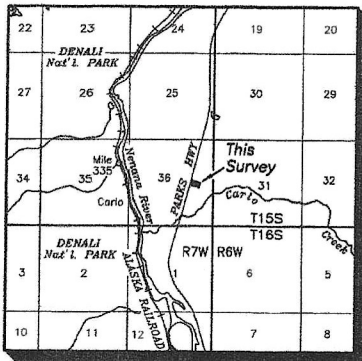 22 23 24 19 20
DENALI
Nat'l. PARK
27 26 25 30 29
Mile
335
Nenana River
This
Survey
34 35 36 31 32
PARKS HWY
Carlo
Carlo
Creek
T15S
T16S
DENALI
Nat'l. PARK
R7W R6W
3 2 1 6 5
ALASKA RAILROAD
10 11 12 7 8